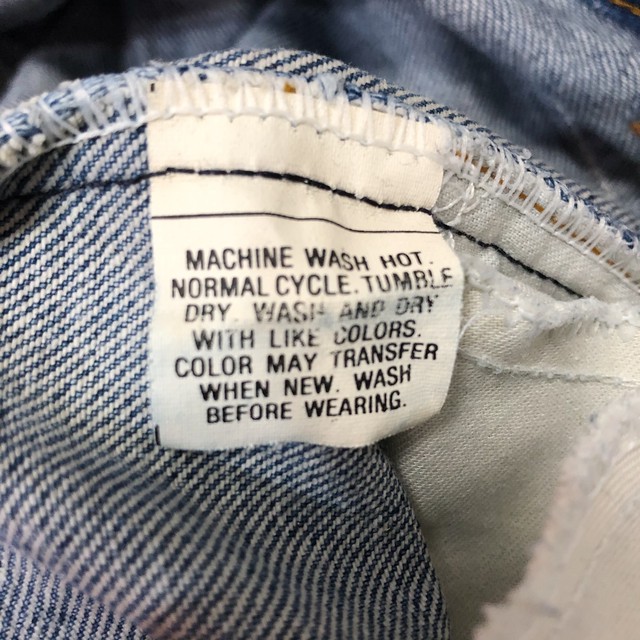 MACHINE WASH HOT.
NORMAL CYCLE. TUMBLE
DRY. WASH AND DRY
WITH LIKE COLORS.
COLOR MAY TRANSFER
WHEN NEW. WASH
BEFORE WEARING.